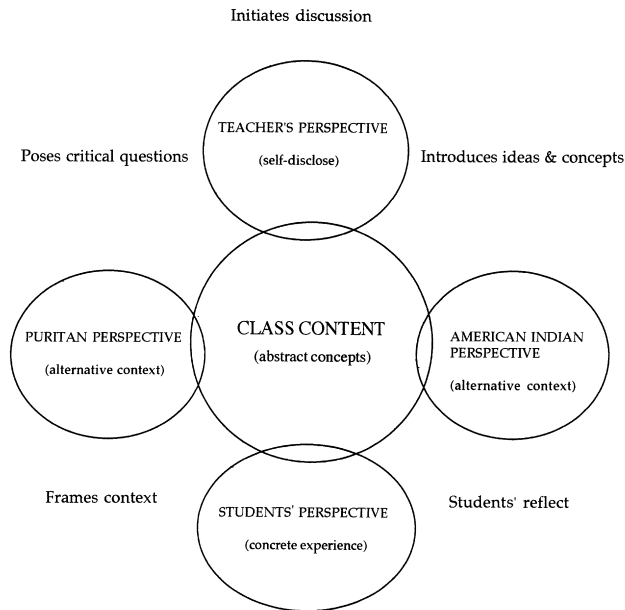 Initiates discussion
TEACHER'S PERSPECTIVE
(self-disclose)
Poses critical questions
Introduces ideas & concepts
CLASS CONTENT
(abstract concepts)
PURITAN PERSPECTIVE
(alternative context)
AMERICAN INDIAN
PERSPECTIVE
(alternative context)
Frames context
Students' reflect
STUDENTS' PERSPECTIVE
(concrete experience)